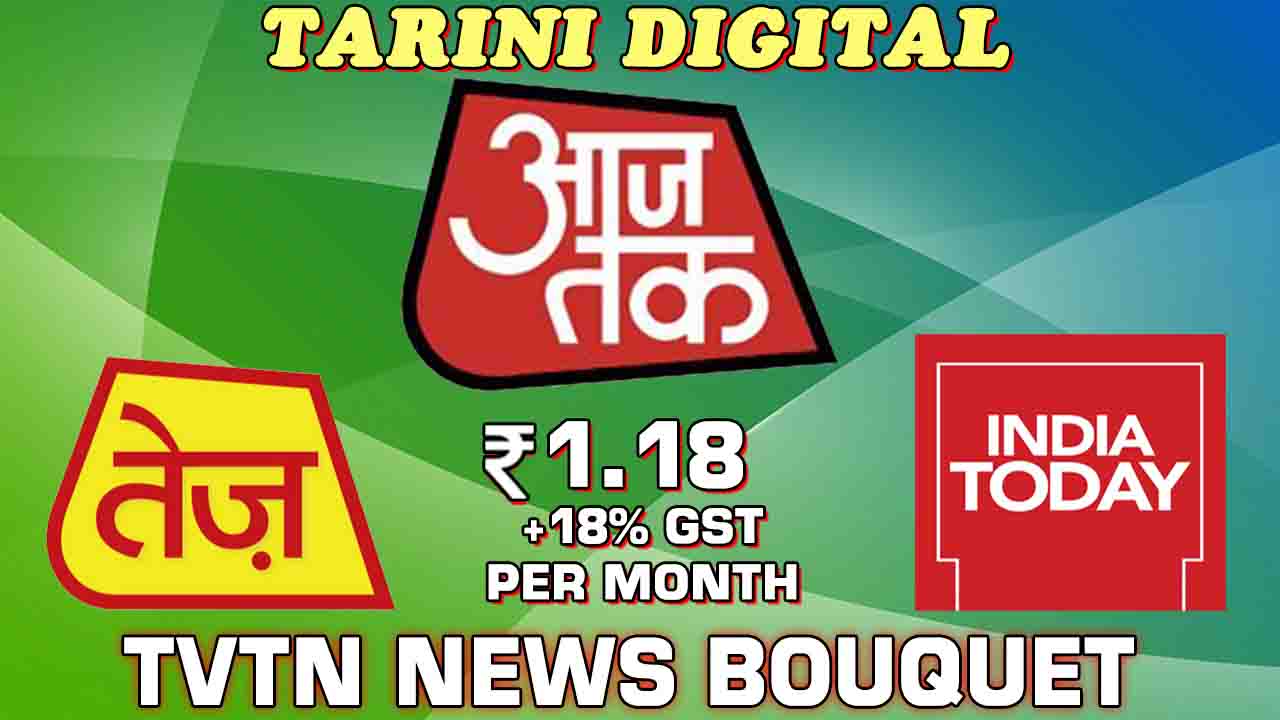 TARINI DIGITAL
आज
तक
तेज़
₹1.18
+18% GST
PER MONTH
INDIA
TODAY
TVTN NEWS BOUQUET